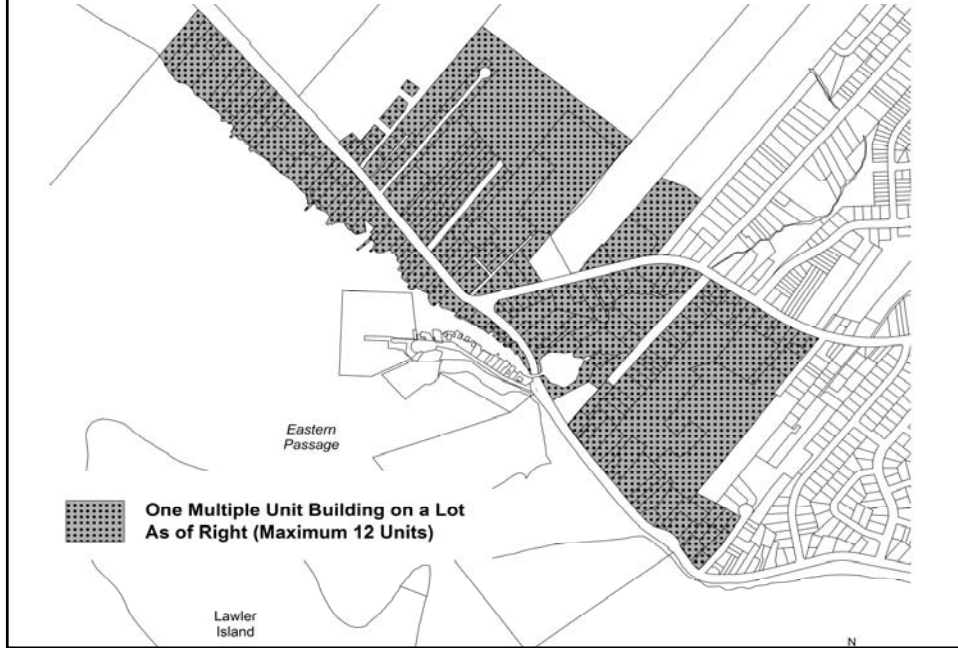 Eastern
Passage
One Multiple Unit Building on a Lot
As of Right (Maximum 12 Units)
Lawler
Island
N